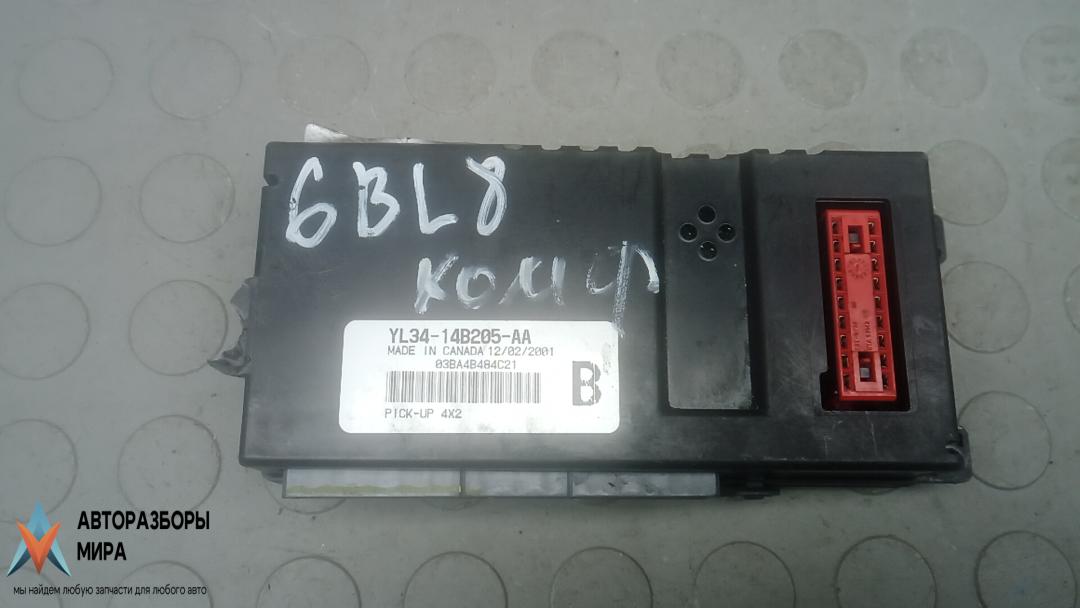 6BL8
комф
YL34-14B205-AA
MADE IN CANADA 12/02/2001
03BA4B484C21
B
PICK-UP 4X2
АВТОРАЗБОРЫ
МИРА
мы найдем любую запчасти для любого авто